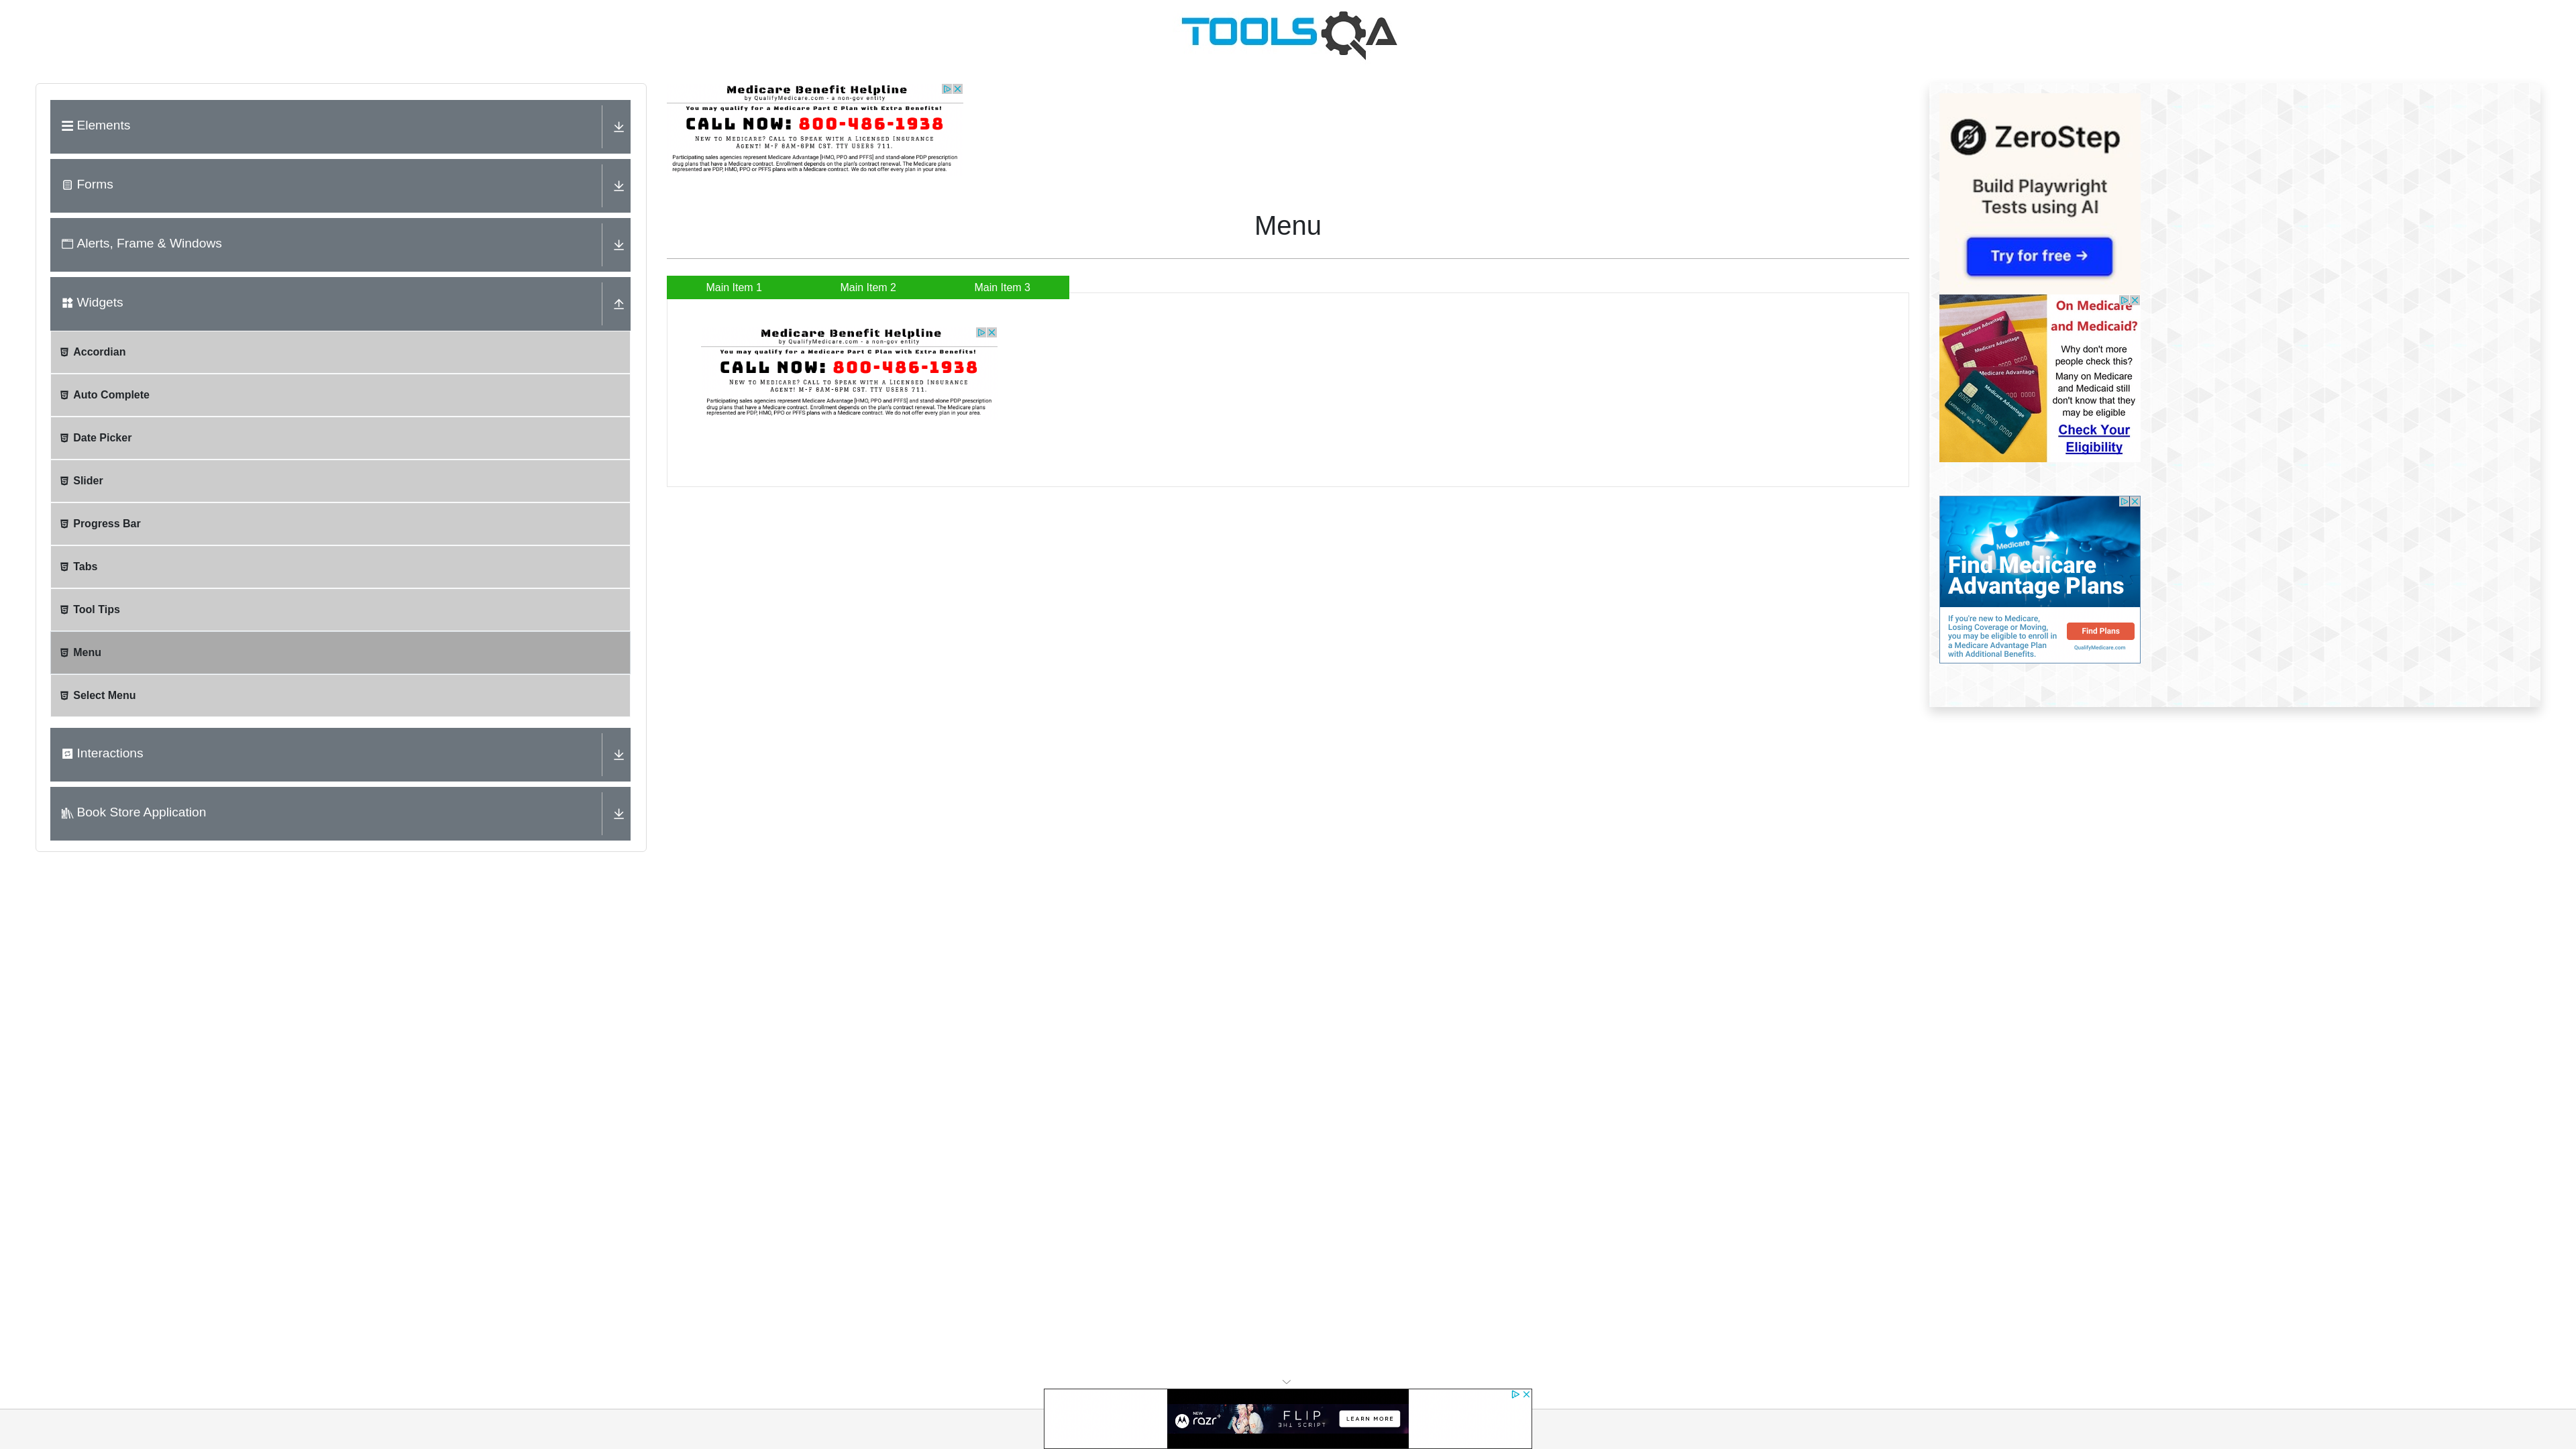 TOOLSQA
Elements
Forms
Alerts, Frame & Windows
Widgets
Accordian
Auto Complete
Date Picker
Slider
Progress Bar
Tabs
Tool Tips
Menu
Select Menu
Interactions
Book Store Application
Medicare Benefit Helpline
by QualifyMedicare.com - a non-gov entity
You may qualify for a Medicare Part C Plan with Extra Benefits!
CALL NOW: 800-486-1938
New to Medicare? Call to Speak with a Licensed Insurance
Agent! M-F 8AM-6PM CST. TTY Users 711.
Participating sales agencies represent Medicare Advantage [HMO, PPO and PFFS] and stand-alone PDP prescription
drug plans that have a Medicare contract. Enrollment depends on the plan's contract renewal. The Medicare plans
represented are PDP, HMO, PPO or PFFS plans with a Medicare contract. We do not offer every plan in your area.
Menu
Main Item 1
Main Item 2
Main Item 3
Medicare Benefit Helpline
by QualifyMedicare.com - a non-gov entity
You may qualify for a Medicare Part C Plan with Extra Benefits!
CALL NOW: 800-486-1938
New to Medicare? Call to Speak with a Licensed Insurance
Agent! M-F 8AM-6PM CST. TTY Users 711.
Participating sales agencies represent Medicare Advantage [HMO, PPO and PFFS] and stand-alone PDP prescription
drug plans that have a Medicare contract. Enrollment depends on the plan's contract renewal. The Medicare plans
represented are PDP, HMO, PPO or PFFS plans with a Medicare contract. We do not offer every plan in your area.
ZeroStep
Build Playwright
Tests using AI
Try for free →
Medicare Advantage
Medicare Advantage
Medicare Advantage
Medicare Advantage
0000 0000 0000 0000
On Medicare
and Medicaid?
Why don't more
people check this?
Many on Medicare
and Medicaid still
don't know that they
may be eligible
Check Your
Eligibility
Medicare
Find Medicare
Advantage Plans
If you're new to Medicare,
Losing Coverage or Moving,
you may be eligible to enroll in
a Medicare Advantage Plan
with Additional Benefits.
Find Plans
QualifyMedicare.com
NEW
razr+
FLIP
THE SCRIPT
LEARN MORE